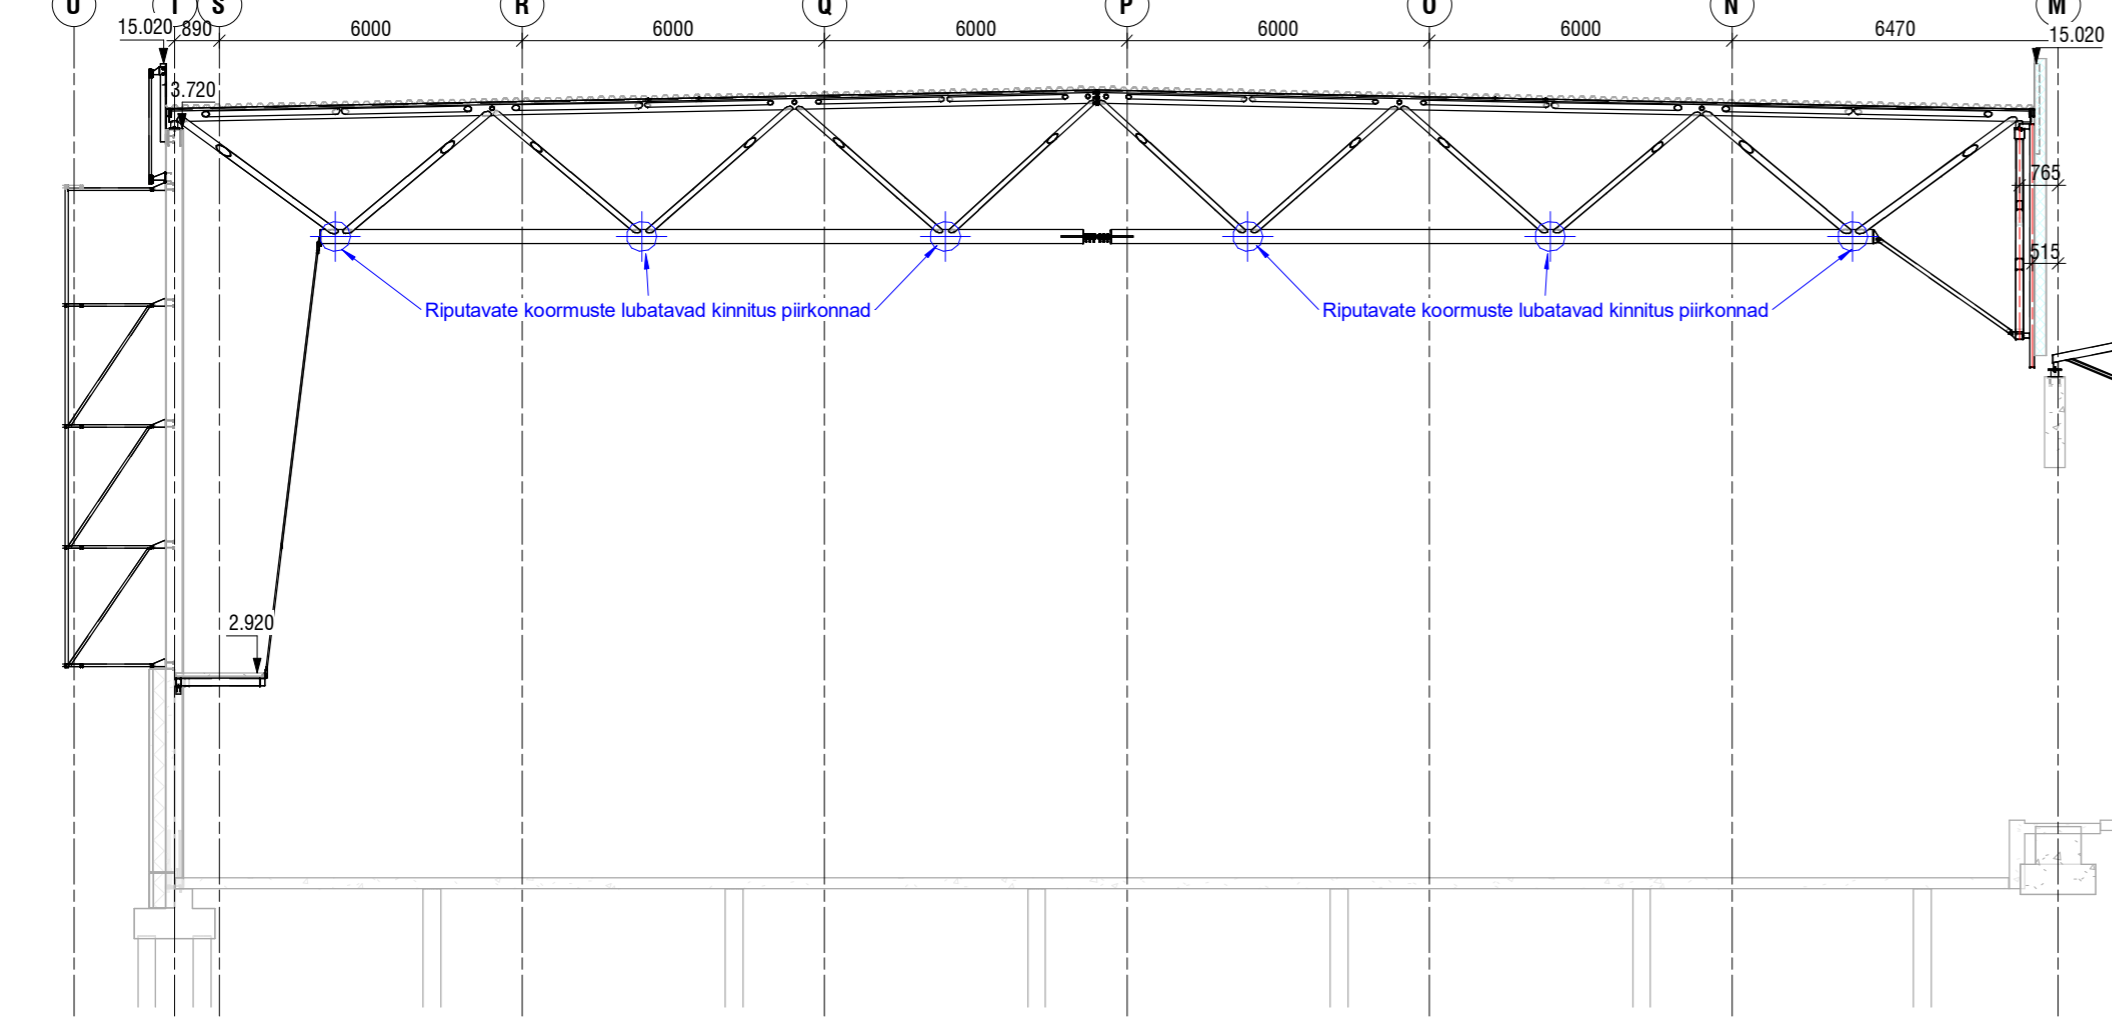 S R Q P N M
15.020 890 6000 6000 6000 6000 6000 6470 15.020
3.720
765
515
Riputavate koormuste lubatavad kinnitus piirkonnad
Riputavate koormuste lubatavad kinnitus piirkonnad
2.920